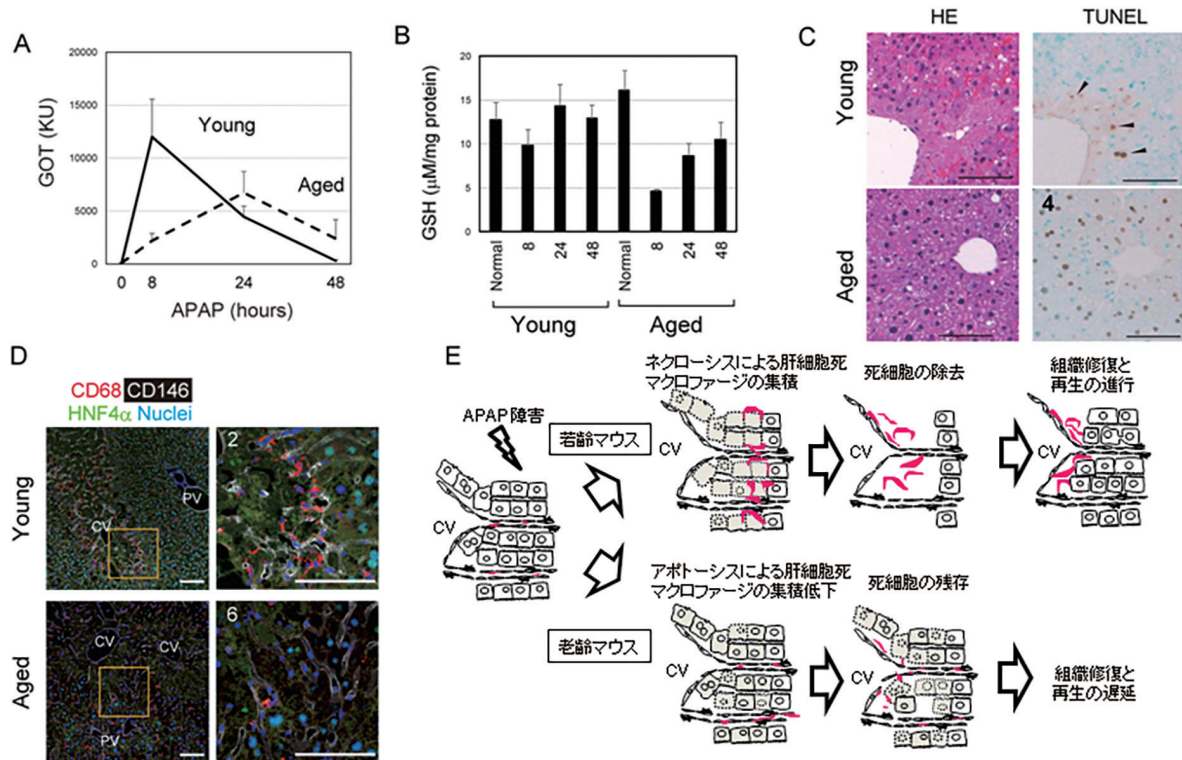 A
GOT (KU)
20000
15000
10000
5000
0
Young
Aged
0 8 24 48
APAP (hours)
B
GSH (μM/mg protein)
20
15
10
5
0
Normal 8 24 48 Normal 8 24 48
Young Aged
C
HE TUNEL
Young
Aged
4
D
CD68 CD146
HNF4α Nuclei
Young
CV
PV
2
Aged
CV
CV
PV
6
E
APAP 障害
CV
若齢マウス
老齢マウス
ネクローシスによる肝細胞死
マクロファージの集積
CV
死細胞の除去
CV
組織修復と
再生の進行
CV
アポトーシスによる肝細胞死
マクロファージの集積低下
CV
死細胞の残存
CV
組織修復と
再生の遅延